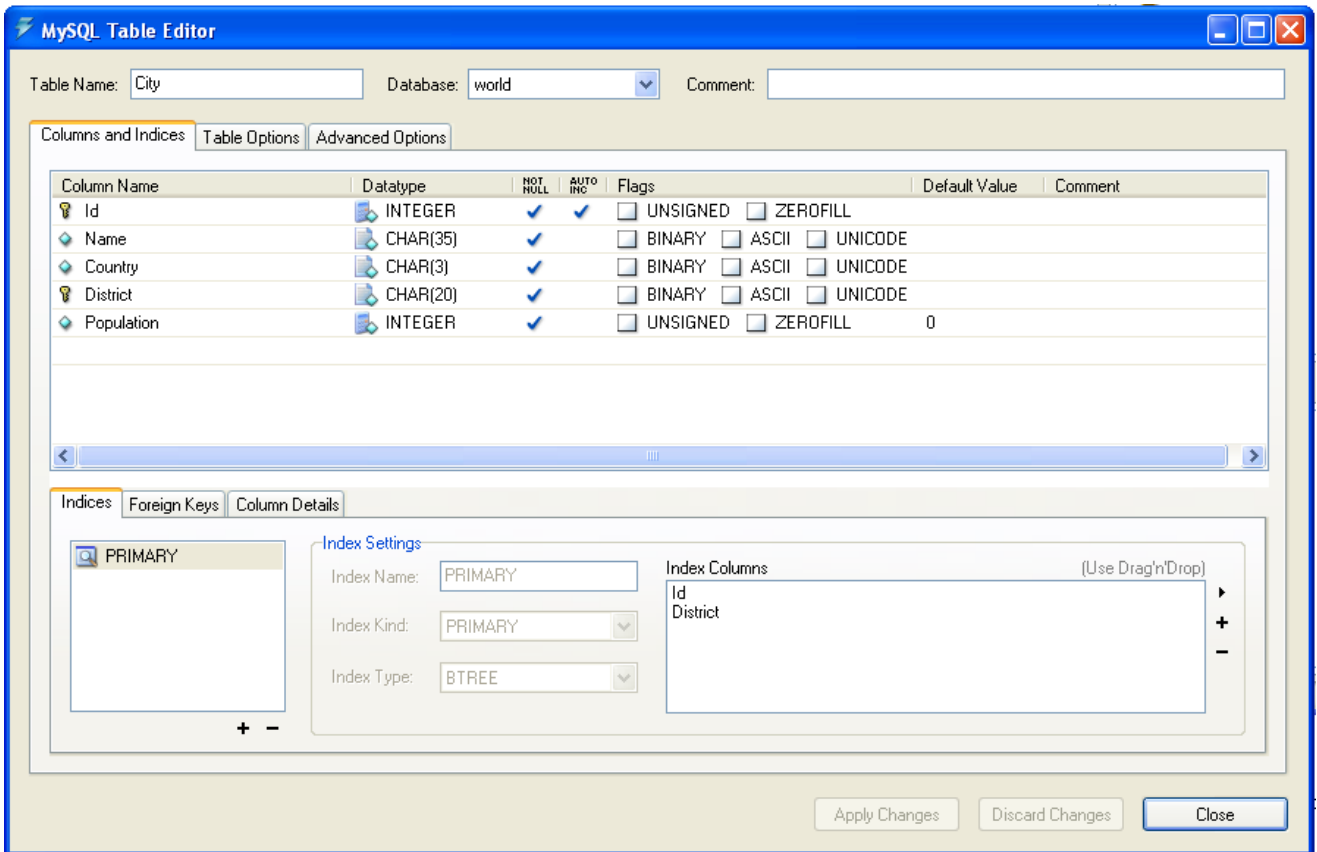 MySQL Table Editor
Table Name: City Database: world Comment:
Columns and Indices Table Options Advanced Options
Column Name Datatype NOT NULL AUTO INC Flags Default Value Comment
Id INTEGER UNSIGNED ZEROFILL
Name CHAR(35) BINARY ASCII UNICODE
Country CHAR(3) BINARY ASCII UNICODE
District CHAR(20) BINARY ASCII UNICODE
Population INTEGER UNSIGNED ZEROFILL 0
Indices Foreign Keys Column Details
PRIMARY
Index Settings
Index Name: PRIMARY
Index Kind: PRIMARY
Index Type: BTREE
Index Columns (Use Drag'n'Drop)
Id
District
Apply Changes Discard Changes Close